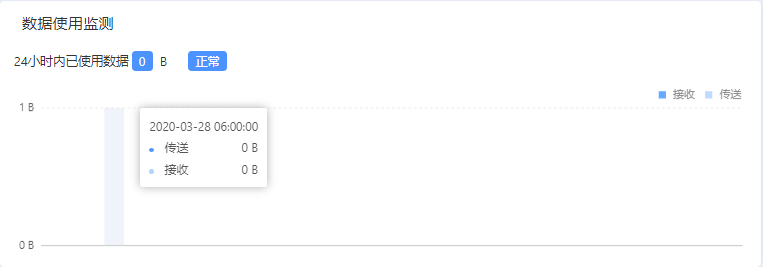 数据使用监测
24小时内已使用数据 0 B 正常
接收 传送
1 B
2020-03-28 06:00:00
传送 0 B
接收 0 B
0 B